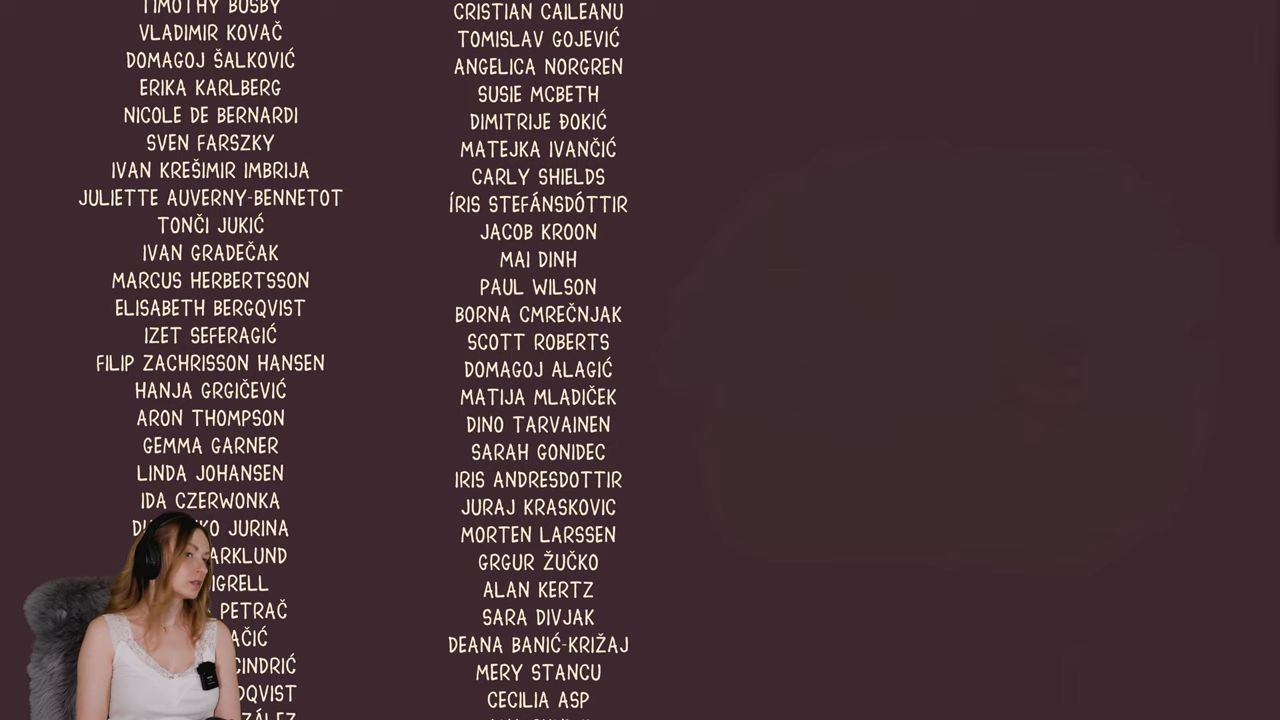 TIMOTHY BUSBY
VLADIMIR KOVAČ
DOMAGOJ ŠALKOVIĆ
ERIKA KARLBERG
NICOLE DE BERNARDI
SVEN FARSZKY
IVAN KREŠIMIR IMBRIJA
JULIETTE AUVERNY-BENNETOT
TONČI JUKIĆ
IVAN GRADEČAK
MARCUS HERBERTSSON
ELISABETH BERGQVIST
IZET SEFERAGIĆ
FILIP ZACHRISSON HANSEN
HANJA GRGIČEVIĆ
ARON THOMPSON
GEMMA GARNER
LINDA JOHANSEN
IDA CZERWONKA
JURINA
PETRAČ
CINDRIĆ
CRISTIAN CAILEANU
TOMISLAV GOJEVIĆ
ANGELICA NORGREN
SUSIE MCBETH
DIMITRIJE ĐOKIĆ
MATEJKA IVANČIĆ
CARLY SHIELDS
ÍRIS STEFÁNSDÓTTIR
JACOB KROON
MAI DINH
PAUL WILSON
BORNA CMREČNJAK
SCOTT ROBERTS
DOMAGOJ ALAGIĆ
MATIJA MLADIČEK
DINO TARVAINEN
SARAH GONIDEC
IRIS ANDRESDOTTIR
JURAJ KRASKOVIC
MORTEN LARSSEN
GRGUR ŽUČKO
ALAN KERTZ
SARA DIVJAK
DEANA BANIĆ-KRIŽAJ
MERY STANCU
CECILIA ASP